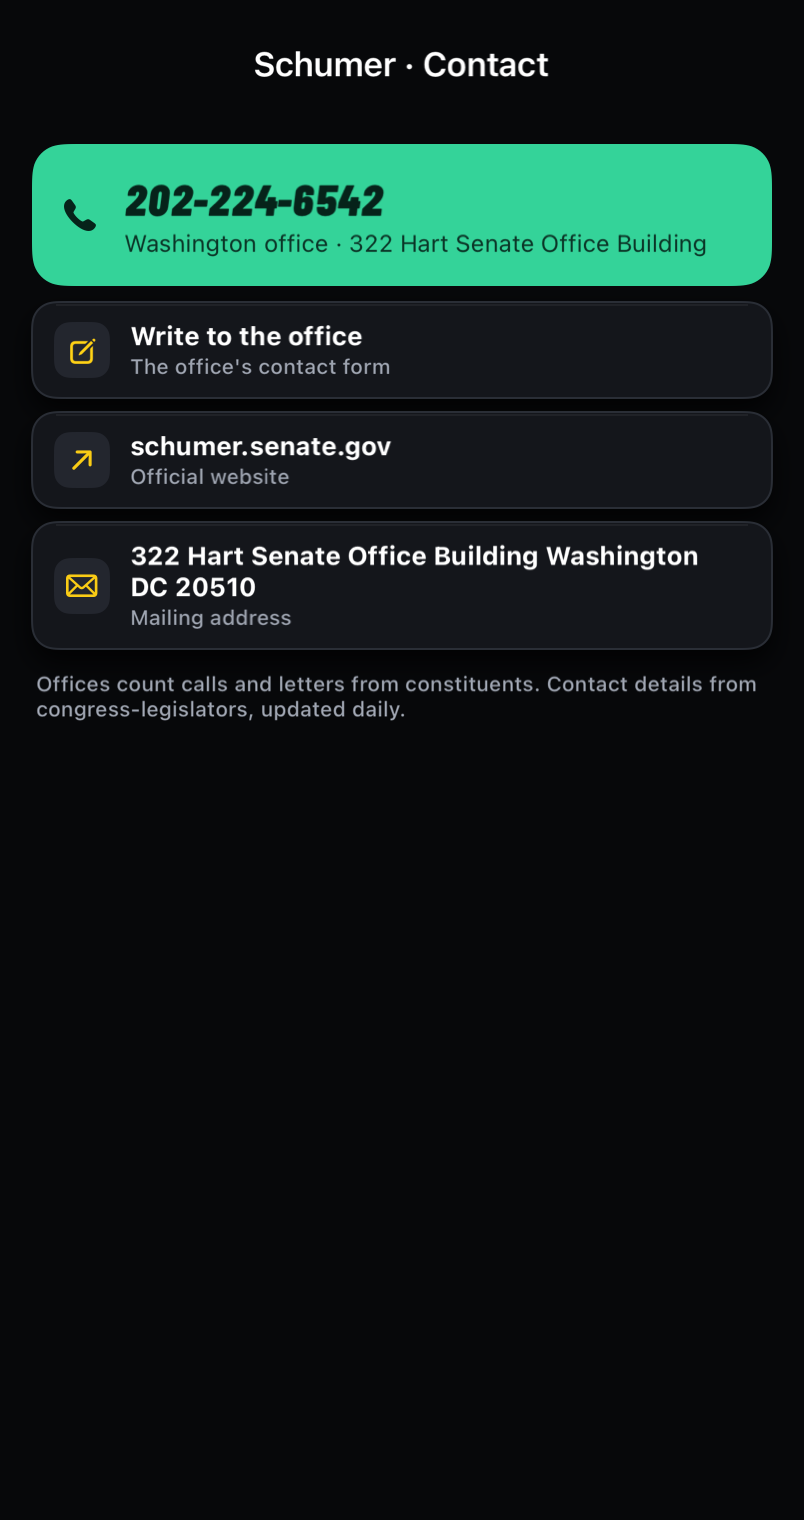 Schumer · Contact
202-224-6542
Washington office · 322 Hart Senate Office Building
Write to the office
The office's contact form
schumer.senate.gov
Official website
322 Hart Senate Office Building Washington
DC 20510
Mailing address
Offices count calls and letters from constituents. Contact details from
congress-legislators, updated daily.